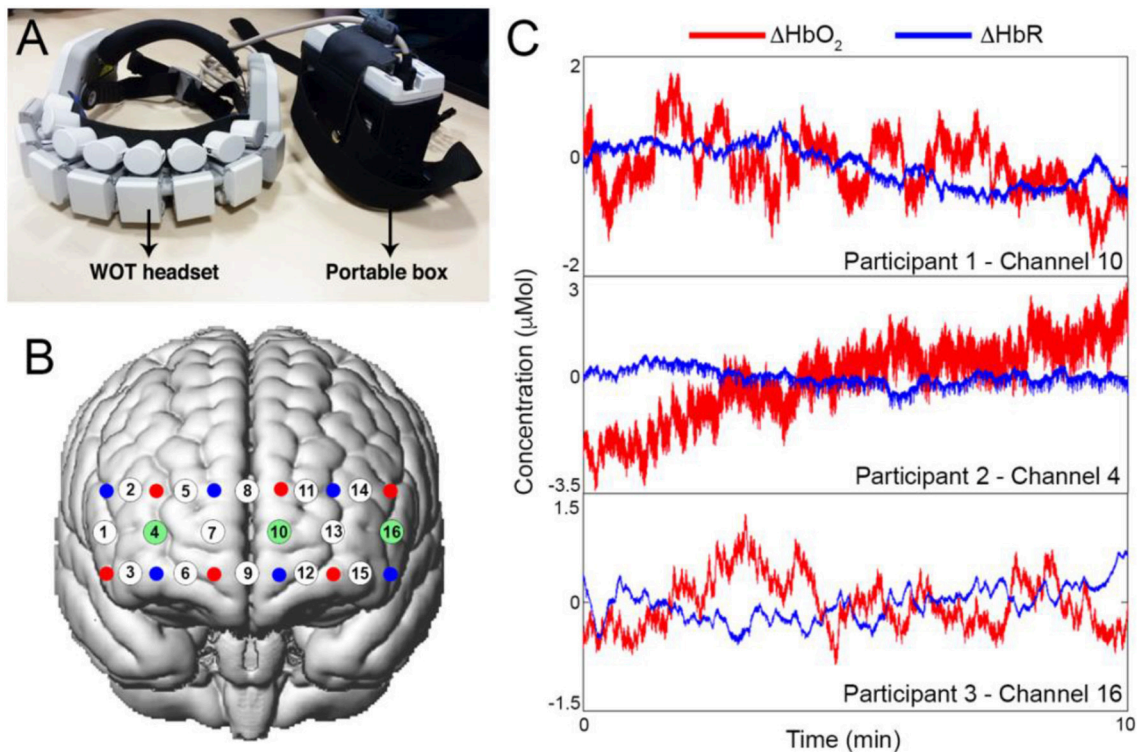 A
WOT headset
Portable box
B
2 5 8 11 14
1 4 7 10 13 16
3 6 9 12 15
C
ΔHbO₂ ΔHbR
Concentration (μMol)
2
0
-2
Participant 1 - Channel 10
3
0
-3.5
Participant 2 - Channel 4
1.5
0
-1.5
Participant 3 - Channel 16
0 10
Time (min)